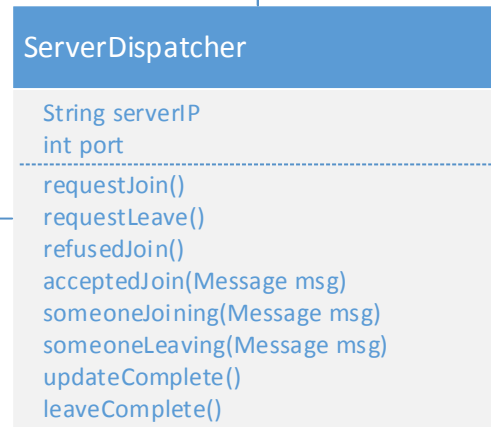 ServerDispatcher
String serverIP
int port
requestJoin()
requestLeave()
refusedJoin()
acceptedJoin(Message msg)
someoneJoining(Message msg)
someoneLeaving(Message msg)
updateComplete()
leaveComplete()